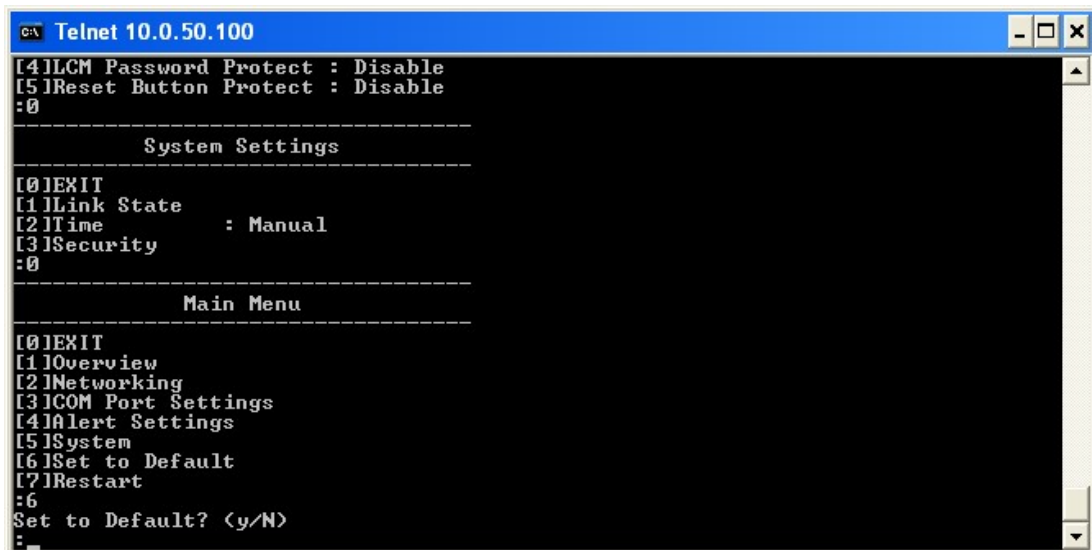 Telnet 10.0.50.100
[4]LCM Password Protect : Disable
[5]Reset Button Protect : Disable
:0
-----------------------------------
System Settings
-----------------------------------
[0]EXIT
[1]Link State
[2]Time : Manual
[3]Security
:0
-----------------------------------
Main Menu
-----------------------------------
[0]EXIT
[1]Overview
[2]Networking
[3]COM Port Settings
[4]Alert Settings
[5]System
[6]Set to Default
[7]Restart
:6
Set to Default? (y/N)
:_